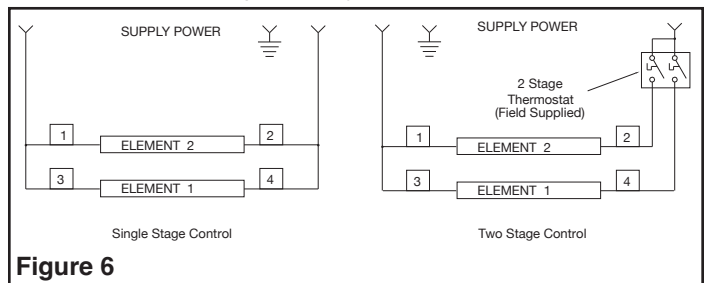 SUPPLY POWER
1
ELEMENT 2
2
3
ELEMENT 1
4
Single Stage Control
SUPPLY POWER
2 Stage
Thermostat
(Field Supplied)
1
ELEMENT 2
2
3
ELEMENT 1
4
Two Stage Control
Figure 6